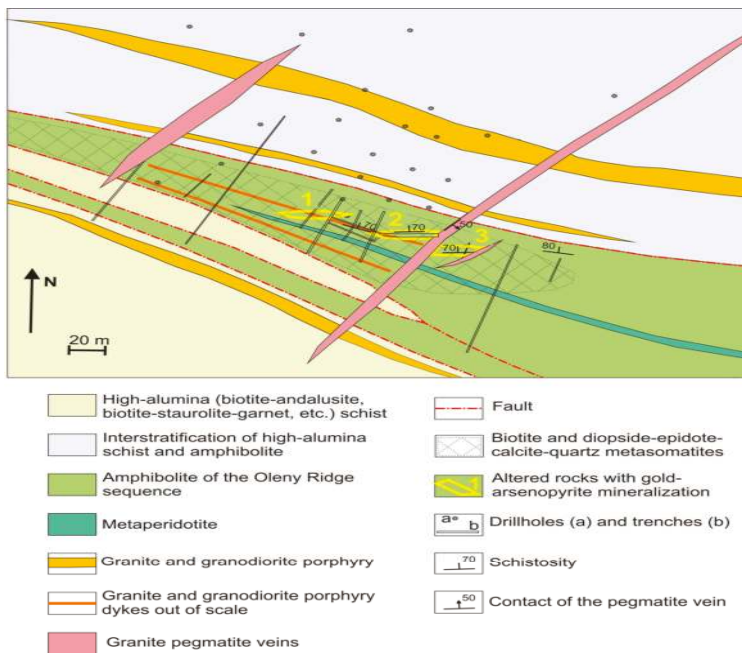 1
70
2
70
50
3
70
80
N
20 m
High-alumina (biotite-andalusite,
biotite-staurolite-garnet, etc.) schist
Interstratification of high-alumina
schist and amphibolite
Amphibolite of the Oleny Ridge
sequence
Metaperidotite
Granite and granodiorite porphyry
Granite and granodiorite porphyry
dykes out of scale
Granite pegmatite veins
Fault
Biotite and diopside-epidote-
calcite-quartz metasomatites
1
Altered rocks with gold-
arsenopyrite mineralization
a
b
Drillholes (a) and trenches (b)
70
Schistosity
50
Contact of the pegmatite vein